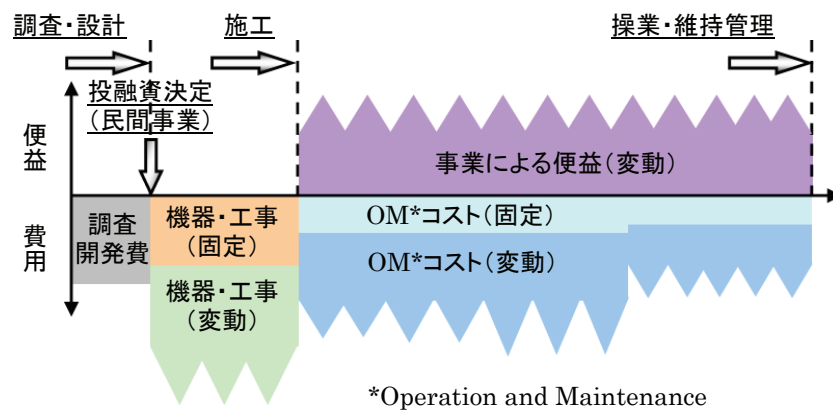 調査・設計
施工
操業・維持管理
投融資決定
(民間事業)
便益
費用
事業による便益(変動)
調査
開発費
機器・工事
(固定)
機器・工事
(変動)
OM*コスト(固定)
OM*コスト(変動)
*Operation and Maintenance